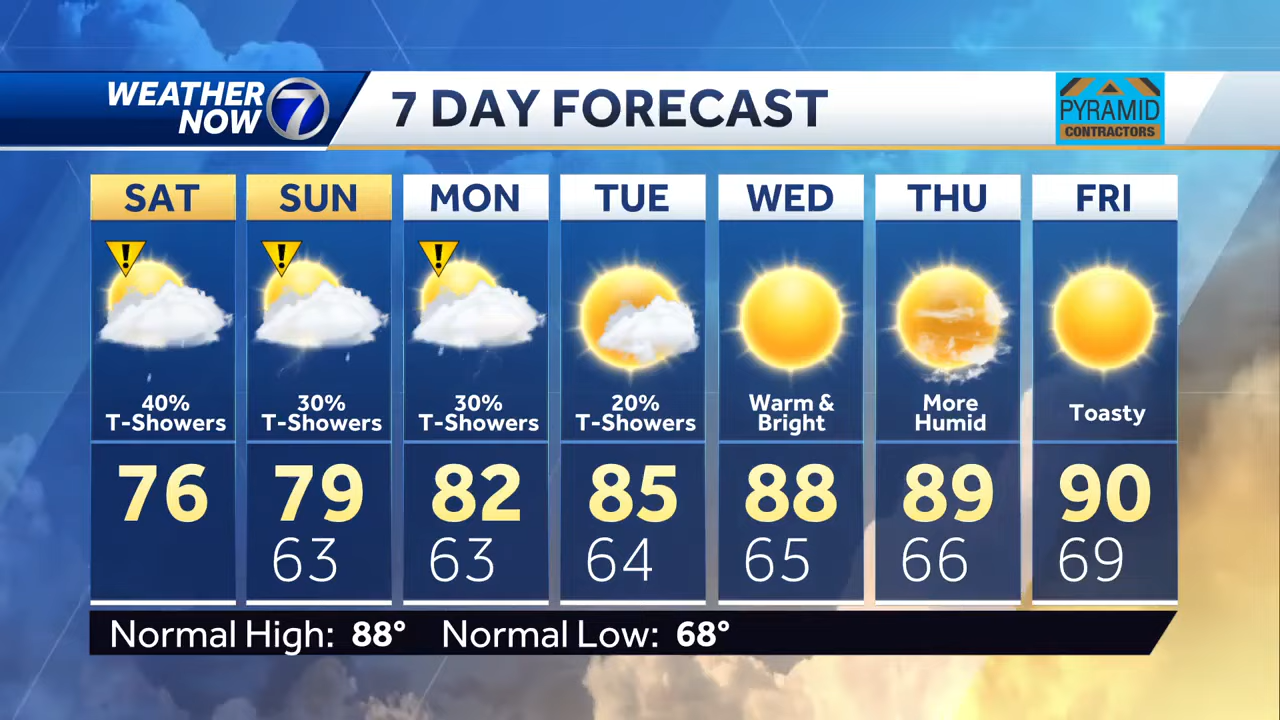 WEATHER
NOW 7
7 DAY FORECAST
PYRAMID
CONTRACTORS
SAT
!
40%
T-Showers
76
SUN
!
30%
T-Showers
79
63
MON
!
30%
T-Showers
82
63
TUE
20%
T-Showers
85
64
WED
Warm &
Bright
88
65
THU
More
Humid
89
66
FRI
Toasty
90
69
Normal High: 88° Normal Low: 68°